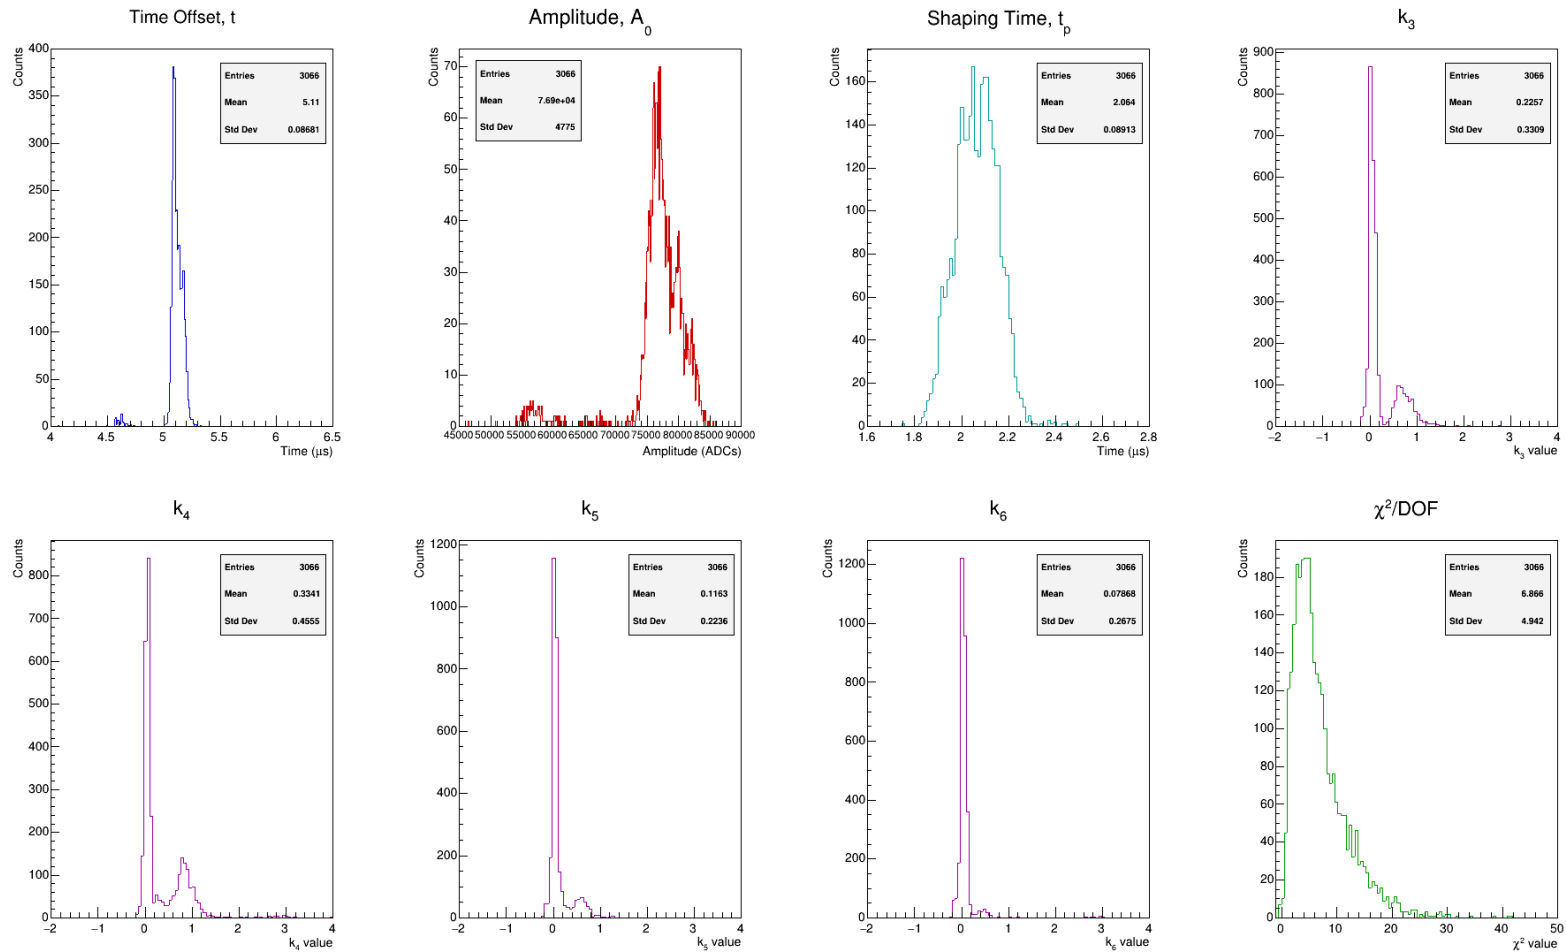 Time Offset, t
Counts
400
350
300
250
200
150
100
50
0
Entries 3066
Mean 5.11
Std Dev 0.08681
4 4.5 5 5.5 6 6.5
Time (μs)
Amplitude, A0
Counts
70
60
50
40
30
20
10
0
Entries 3066
Mean 7.69e+04
Std Dev 4775
45000 50000 55000 60000 65000 70000 75000 80000 85000 90000
Amplitude (ADCs)
Shaping Time, tp
Counts
160
140
120
100
80
60
40
20
0
Entries 3066
Mean 2.064
Std Dev 0.08913
1.6 1.8 2 2.2 2.4 2.6 2.8
Time (μs)
k3
Counts
900
800
700
600
500
400
300
200
100
0
Entries 3066
Mean 0.2257
Std Dev 0.3309
−2 −1 0 1 2 3 4
k3 value
k4
Counts
800
700
600
500
400
300
200
100
0
Entries 3066
Mean 0.3341
Std Dev 0.4555
−2 −1 0 1 2 3 4
k4 value
k5
Counts
1200
1000
800
600
400
200
0
Entries 3066
Mean 0.1163
Std Dev 0.2236
−2 −1 0 1 2 3 4
k5 value
k6
Counts
1200
1000
800
600
400
200
0
Entries 3066
Mean 0.07868
Std Dev 0.2675
−2 −1 0 1 2 3 4
k6 value
χ²/DOF
Counts
180
160
140
120
100
80
60
40
20
0
Entries 3066
Mean 6.866
Std Dev 4.942
0 10 20 30 40 50
χ² value